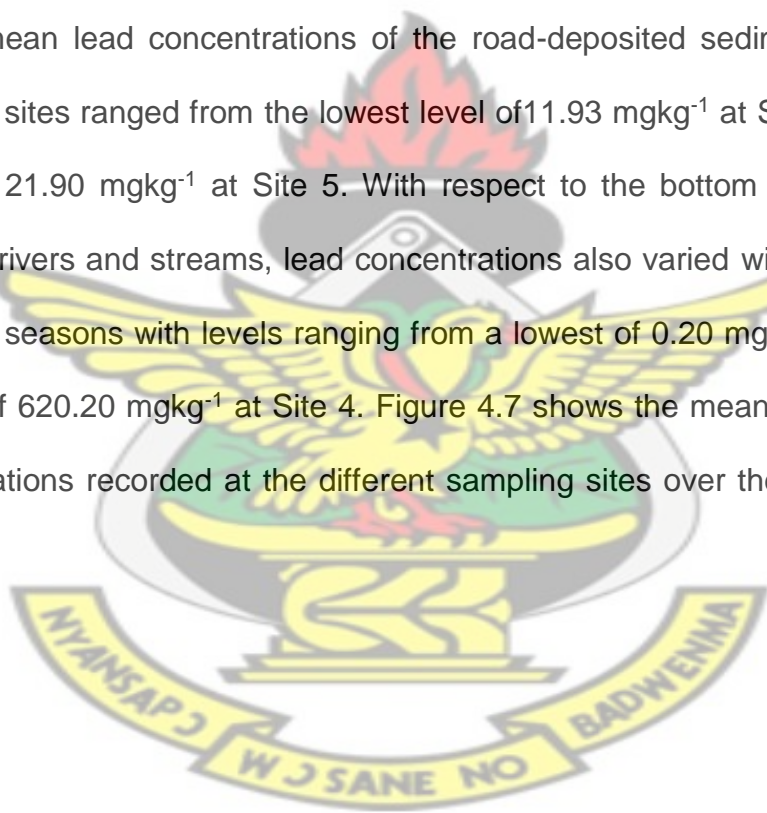 mean lead concentrations of the road-deposited sedi
sites ranged from the lowest level of11.93 mgkg⁻¹ at S
21.90 mgkg⁻¹ at Site 5. With respect to the bottom
rivers and streams, lead concentrations also varied wi
seasons with levels ranging from a lowest of 0.20 mg
f 620.20 mgkg⁻¹ at Site 4. Figure 4.7 shows the mean
ations recorded at the different sampling sites over the
NYANSAPƆ
WƆSANE NO
BADWENMA